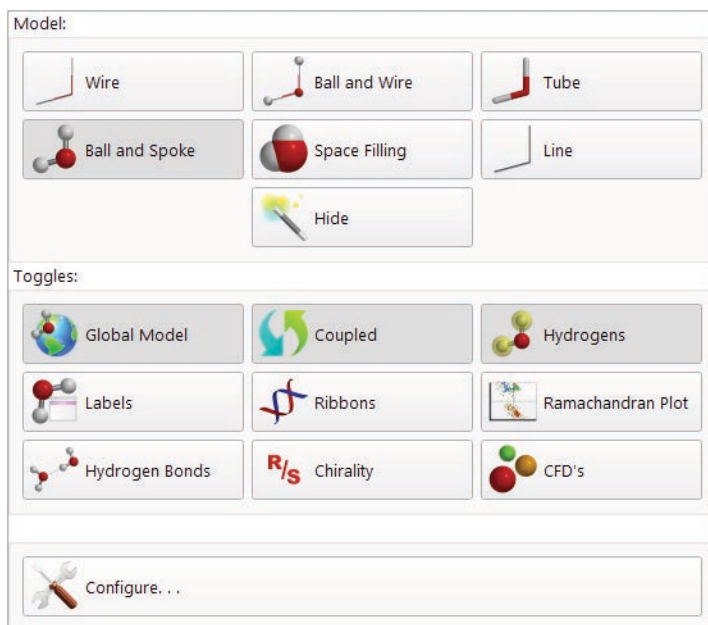 Model:
Wire
Ball and Wire
Tube
Ball and Spoke
Space Filling
Line
Hide
Toggles:
Global Model
Coupled
Hydrogens
Labels
Ribbons
Ramachandran Plot
Hydrogen Bonds
R/S
Chirality
CFD's
Configure. . .